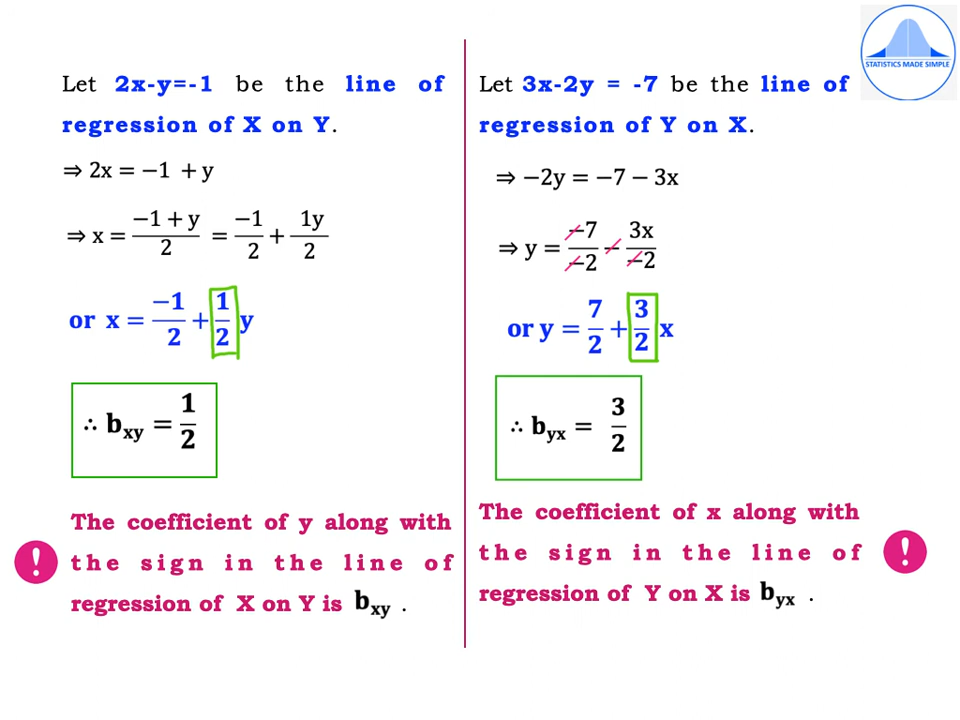 STATISTICS MADE SIMPLE
Let 2x-y=-1 be the line of
regression of X on Y.
⇒ 2x = −1 + y
⇒ x = (−1 + y)/2 = −1/2 + 1y/2
or x = −1/2 + 1/2 y
∴ bxy = 1/2
The coefficient of y along with
the sign in the line of
regression of X on Y is bxy .
Let 3x-2y = -7 be the line of
regression of Y on X.
⇒ −2y = −7 − 3x
⇒ y = −7/−2 − 3x/−2
or y = 7/2 + 3/2 x
∴ byx = 3/2
The coefficient of x along with
the sign in the line of
regression of Y on X is byx .